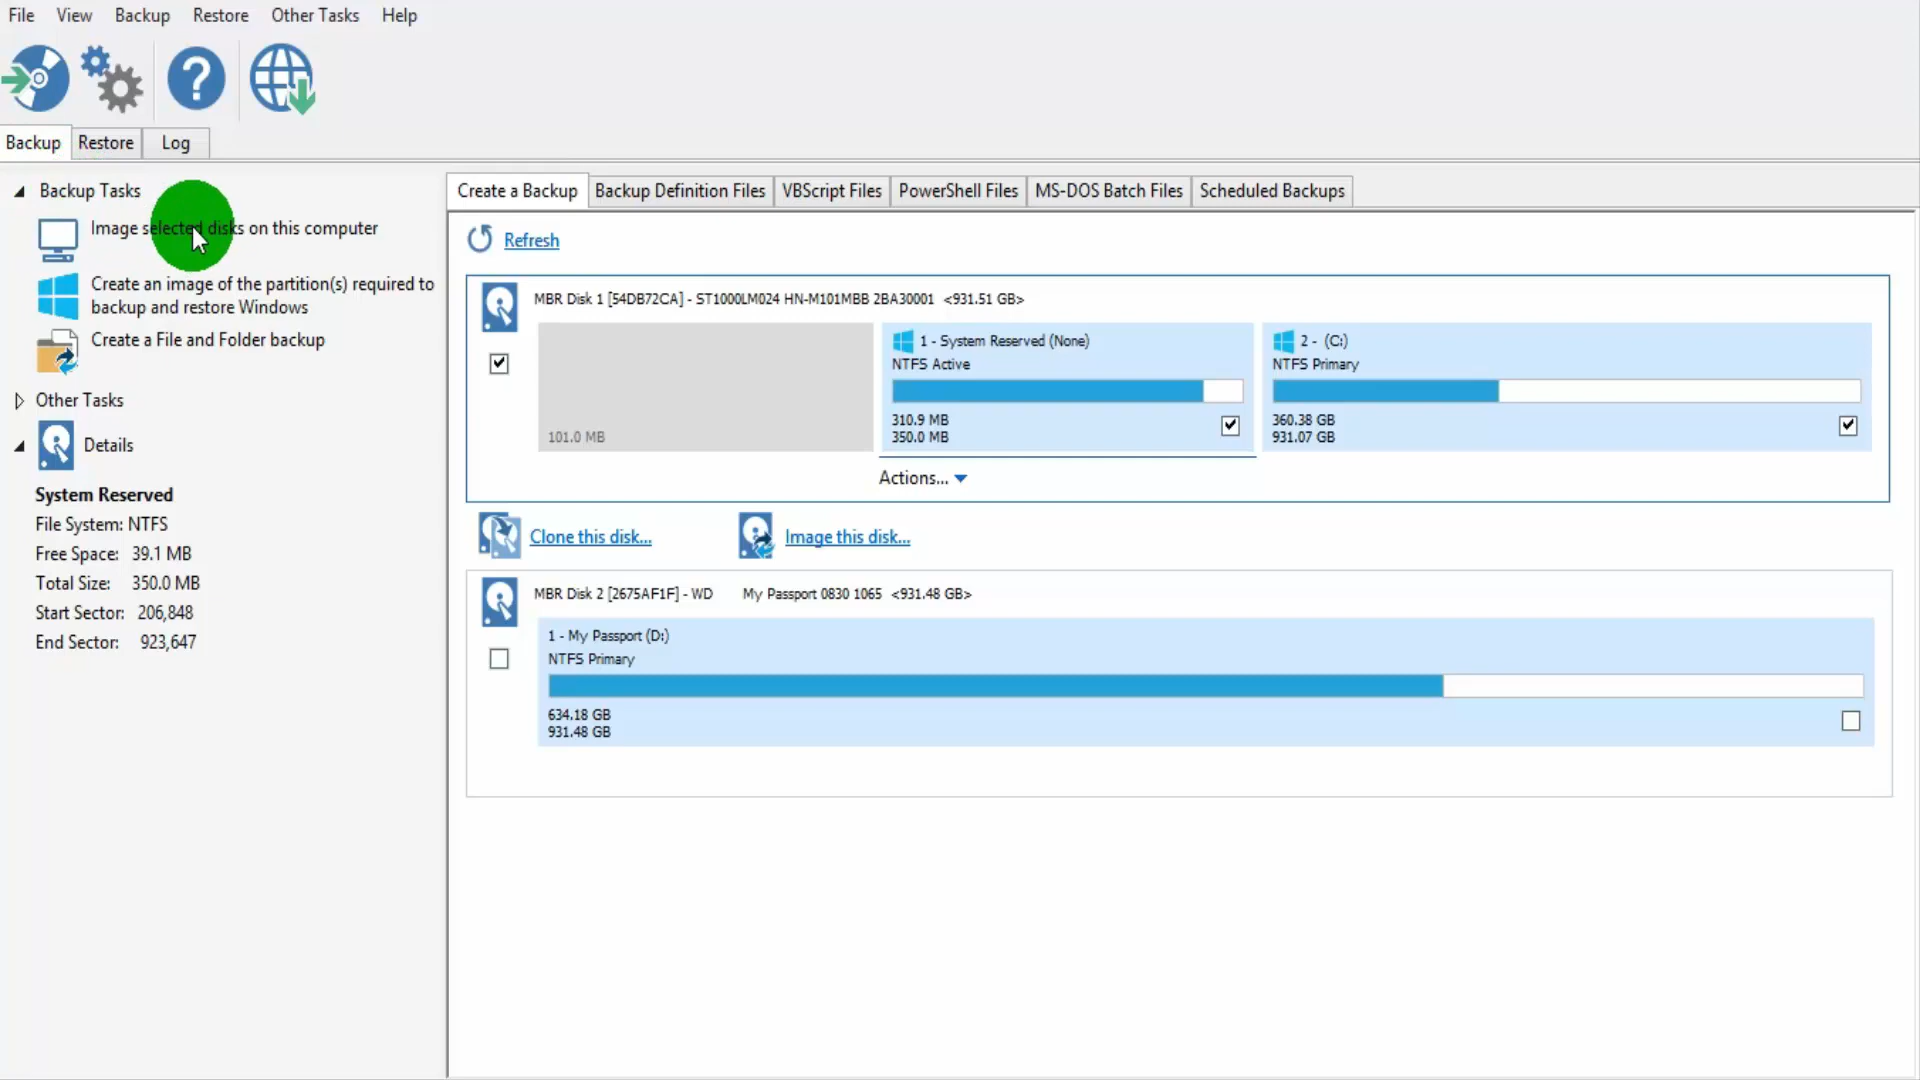 File View Backup Restore Other Tasks Help
Backup Restore Log
Backup Tasks
Image selected disks on this computer
Create an image of the partition(s) required to
backup and restore Windows
Create a File and Folder backup
Other Tasks
Details
System Reserved
File System: NTFS
Free Space: 39.1 MB
Total Size: 350.0 MB
Start Sector: 206,848
End Sector: 923,647
Create a Backup Backup Definition Files VBScript Files PowerShell Files MS-DOS Batch Files Scheduled Backups
Refresh
MBR Disk 1 [54DB72CA] - ST1000LM024 HN-M101MBB 2BA30001 <931.51 GB>
101.0 MB
1 - System Reserved (None)
NTFS Active
310.9 MB
350.0 MB
2 - (C:)
NTFS Primary
360.38 GB
931.07 GB
Actions...
Clone this disk... Image this disk...
MBR Disk 2 [2675AF1F] - WD My Passport 0830 1065 <931.48 GB>
1 - My Passport (D:)
NTFS Primary
634.18 GB
931.48 GB